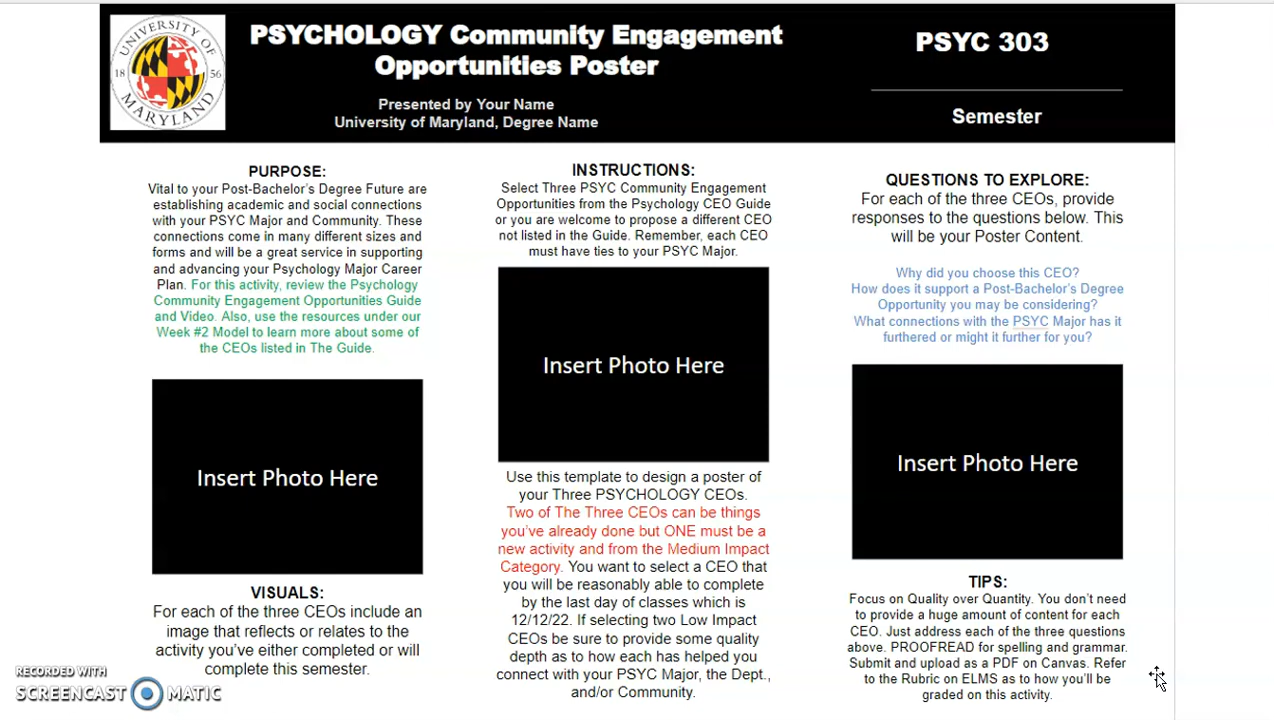 UNIVERSITY OF
18 56
MARYLAND
PSYCHOLOGY Community Engagement
Opportunities Poster
Presented by Your Name
University of Maryland, Degree Name
PSYC 303
Semester
PURPOSE:
Vital to your Post-Bachelor's Degree Future are
establishing academic and social connections
with your PSYC Major and Community. These
connections come in many different sizes and
forms and will be a great service in supporting
and advancing your Psychology Major Career
Plan. For this activity, review the Psychology
Community Engagement Opportunities Guide
and Video. Also, use the resources under our
Week #2 Model to learn more about some of
the CEOs listed in The Guide.
Insert Photo Here
VISUALS:
For each of the three CEOs include an
image that reflects or relates to the
activity you've either completed or will
complete this semester.
INSTRUCTIONS:
Select Three PSYC Community Engagement
Opportunities from the Psychology CEO Guide
or you are welcome to propose a different CEO
not listed in the Guide. Remember, each CEO
must have ties to your PSYC Major.
Insert Photo Here
Use this template to design a poster of
your Three PSYCHOLOGY CEOs.
Two of The Three CEOs can be things
you've already done but ONE must be a
new activity and from the Medium Impact
Category. You want to select a CEO that
you will be reasonably able to complete
by the last day of classes which is
12/12/22. If selecting two Low Impact
CEOs be sure to provide some quality
depth as to how each has helped you
connect with your PSYC Major, the Dept.,
and/or Community.
QUESTIONS TO EXPLORE:
For each of the three CEOs, provide
responses to the questions below. This
will be your Poster Content.
Why did you choose this CEO?
How does it support a Post-Bachelor's Degree
Opportunity you may be considering?
What connections with the PSYC Major has it
furthered or might it further for you?
Insert Photo Here
TIPS:
Focus on Quality over Quantity. You don't need
to provide a huge amount of content for each
CEO. Just address each of the three questions
above. PROOFREAD for spelling and grammar.
Submit and upload as a PDF on Canvas. Refer
to the Rubric on ELMS as to how you'll be
graded on this activity.
RECORDED WITH
SCREENCAST MATIC